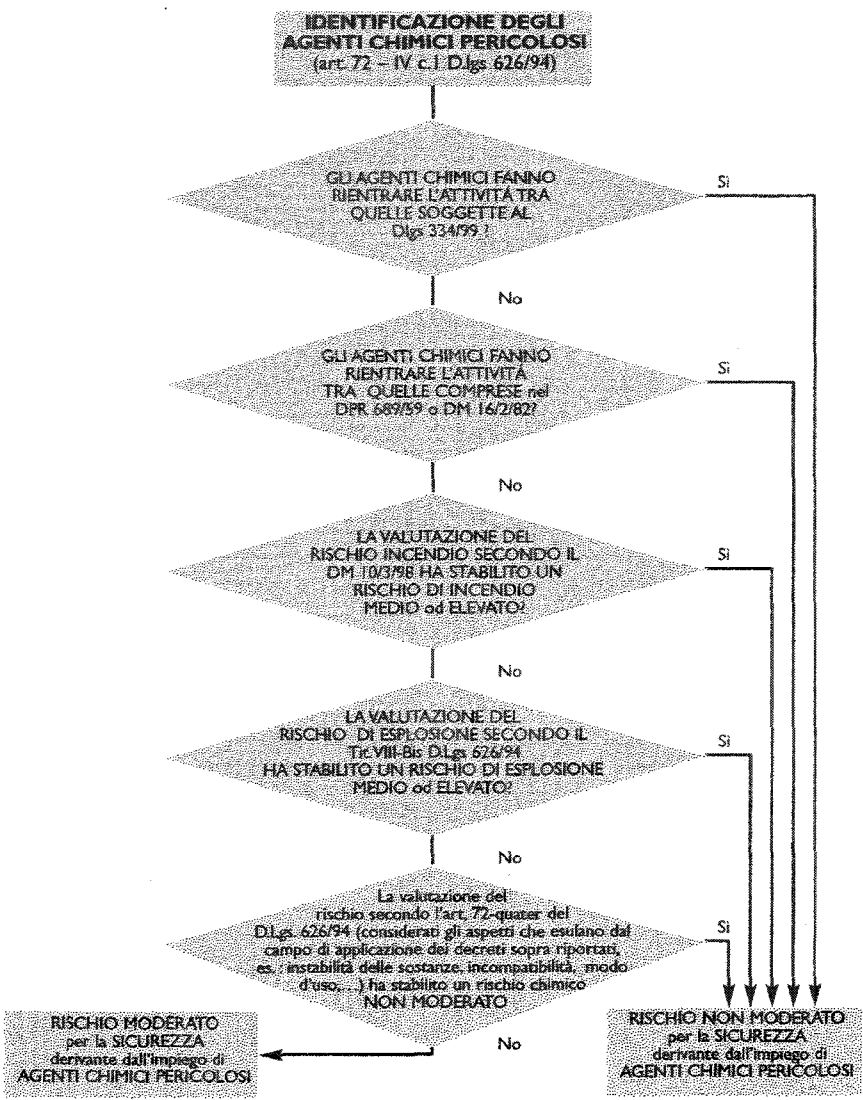 IDENTIFICAZIONE DEGLI
AGENTI CHIMICI PERICOLOSI
(art. 72 – IV c.1 D.lgs 626/94)
GLI AGENTI CHIMICI FANNO
RIENTRARE L'ATTIVITÀ TRA
QUELLE SOGGETTE AL
Dlgs 334/99 ?
Sì
No
GLI AGENTI CHIMICI FANNO
RIENTRARE L'ATTIVITÀ
TRA QUELLE COMPRESE nel
DPR 689/59 o DM 16/2/82?
Sì
No
LA VALUTAZIONE DEL
RISCHIO INCENDIO SECONDO IL
DM 10/3/98 HA STABILITO UN
RISCHIO DI INCENDIO
MEDIO od ELEVATO?
Sì
No
LA VALUTAZIONE DEL
RISCHIO DI ESPLOSIONE SECONDO IL
Tit. VIII-Bis D.Lgs 626/94
HA STABILITO UN RISCHIO DI ESPLOSIONE
MEDIO od ELEVATO?
Sì
No
La valutazione del
rischio secondo l'art. 72-quater del
D.Lgs. 626/94 (considerati gli aspetti che esulano dal
campo di applicazione dei decreti sopra riportati,
es.: instabilità delle sostanze, incompatibilità, modo
d'uso, ...) ha stabilito un rischio chimico
NON MODERATO
Sì
No
RISCHIO MODERATO
per la SICUREZZA
derivante dall'impiego di
AGENTI CHIMICI PERICOLOSI
RISCHIO NON MODERATO
per la SICUREZZA
derivante dall'impiego di
AGENTI CHIMICI PERICOLOSI